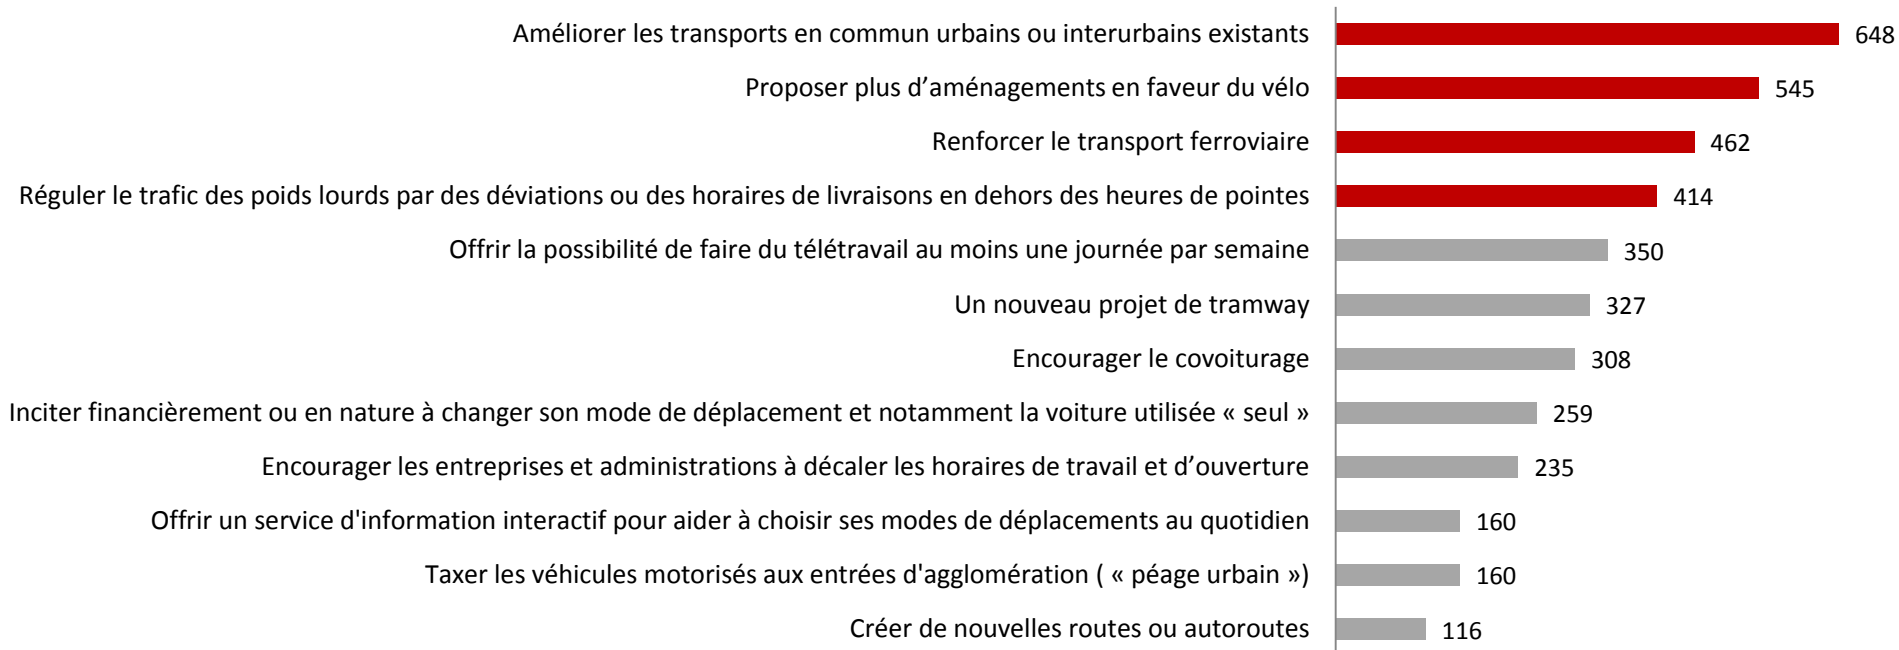 Améliorer les transports en commun urbains ou interurbains existants 648
Proposer plus d’aménagements en faveur du vélo 545
Renforcer le transport ferroviaire 462
Réguler le trafic des poids lourds par des déviations ou des horaires de livraisons en dehors des heures de pointes 414
Offrir la possibilité de faire du télétravail au moins une journée par semaine 350
Un nouveau projet de tramway 327
Encourager le covoiturage 308
Inciter financièrement ou en nature à changer son mode de déplacement et notamment la voiture utilisée « seul » 259
Encourager les entreprises et administrations à décaler les horaires de travail et d’ouverture 235
Offrir un service d'information interactif pour aider à choisir ses modes de déplacements au quotidien 160
Taxer les véhicules motorisés aux entrées d'agglomération ( « péage urbain ») 160
Créer de nouvelles routes ou autoroutes 116